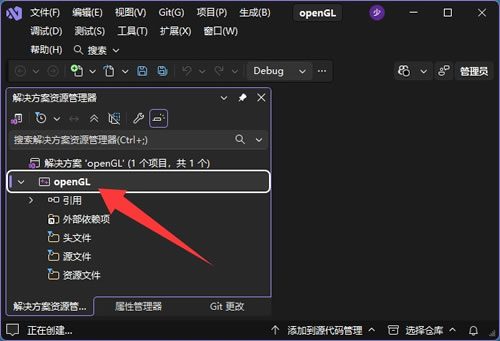 文件(F) 编辑(E) 视图(V) Git(G) 项目(P) 生成(B) openGL 少
调试(D) 测试(S) 工具(T) 扩展(X) 窗口(W)
帮助(H) 搜索
Debug 管理员
解决方案资源管理器
搜索解决方案资源管理器(Ctrl+;)
解决方案 'openGL' (1 个项目，共 1 个)
openGL
引用
外部依赖项
头文件
源文件
资源文件
解决方案资源管... 属性管理器 Git 更改
正在创建... 添加到源代码管理 选择仓库